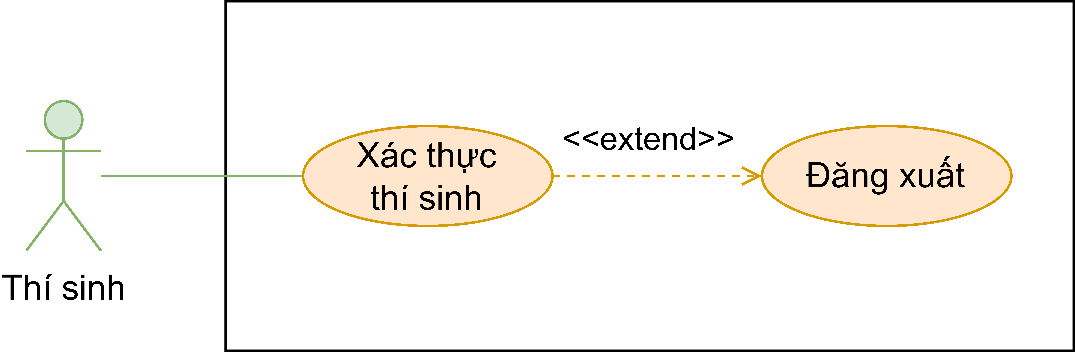 Xác thực
thí sinh
<<extend>>
Đăng xuất
Thí sinh